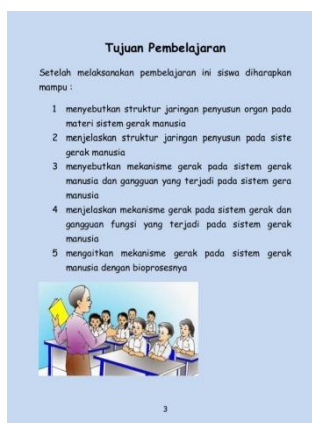 Tujuan Pembelajaran
Setelah melaksanakan pembelajaran ini siswa diharapkan
mampu :
1 menyebutkan struktur jaringan penyusun organ pada
materi sistem gerak manusia
2 menjelaskan struktur jaringan penyusun pada siste
gerak manusia
3 menyebutkan mekanisme gerak pada sistem gerak
manusia dan gangguan yang terjadi pada sistem gera
manusia
4 menjelaskan mekanisme gerak pada sistem gerak dan
gangguan fungsi yang terjadi pada sistem gerak
manusia
5 mengaitkan mekanisme gerak pada sistem gerak
manusia dengan bioprosesnya
3